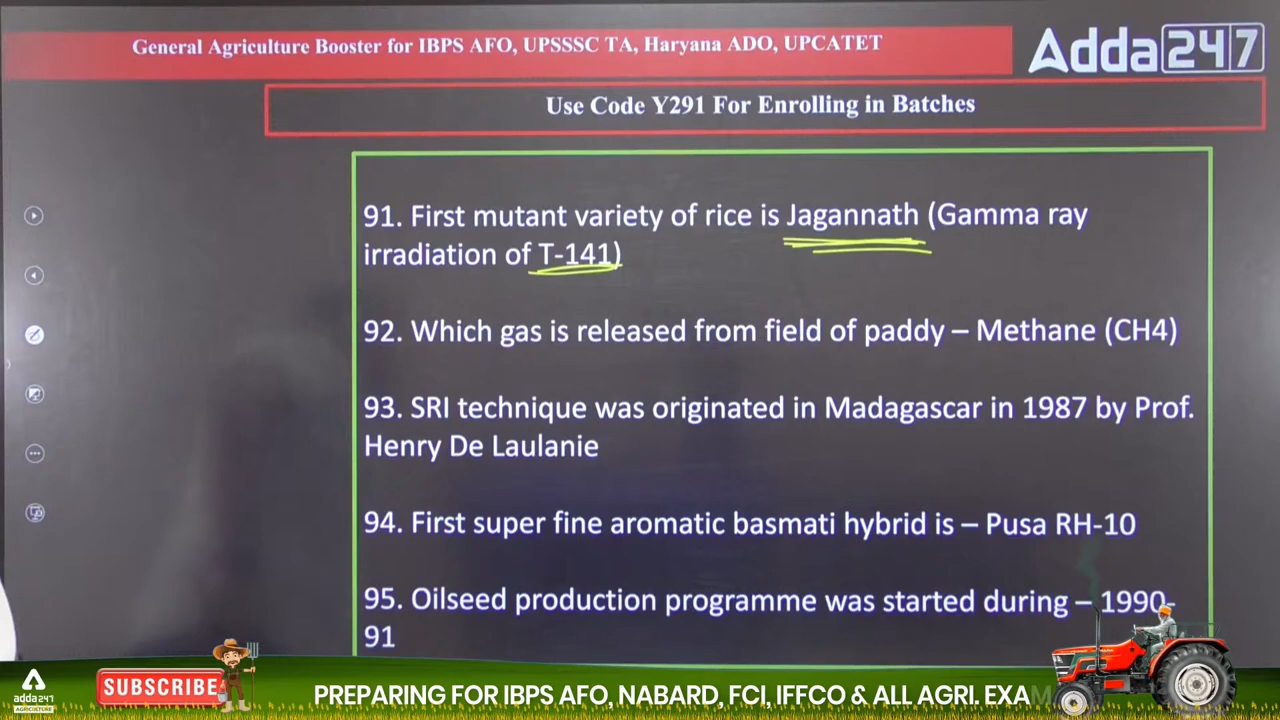 General Agriculture Booster for IBPS AFO, UPSSSC TA, Haryana ADO, UPCATET
Adda247
Use Code Y291 For Enrolling in Batches
91. First mutant variety of rice is Jagannath (Gamma ray
irradiation of T-141)
92. Which gas is released from field of paddy – Methane (CH4)
93. SRI technique was originated in Madagascar in 1987 by Prof.
Henry De Laulanie
94. First super fine aromatic basmati hybrid is – Pusa RH-10
95. Oilseed production programme was started during – 1990-
91
adda247
AGRICULTURE
SUBSCRIBE
PREPARING FOR IBPS AFO, NABARD, FCI, IFFCO & ALL AGRI. EXAM